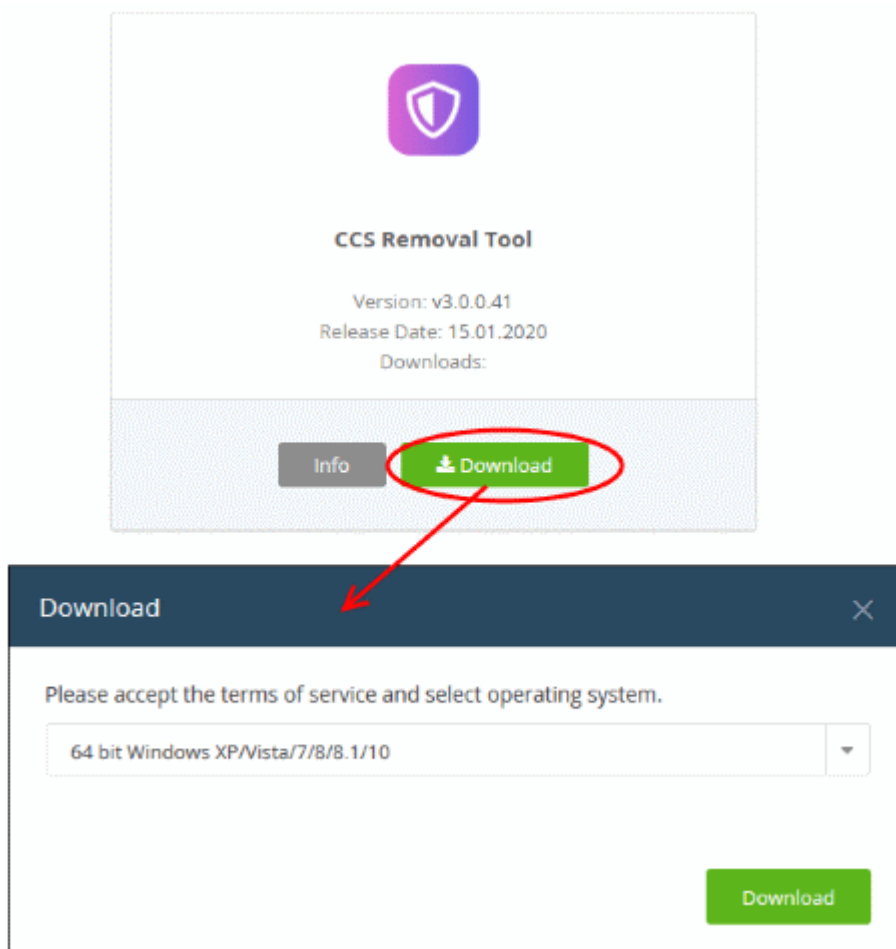 CCS Removal Tool
Version: v3.0.0.41
Release Date: 15.01.2020
Downloads:
Info
Download
Download
Please accept the terms of service and select operating system.
64 bit Windows XP/Vista/7/8/8.1/10
Download